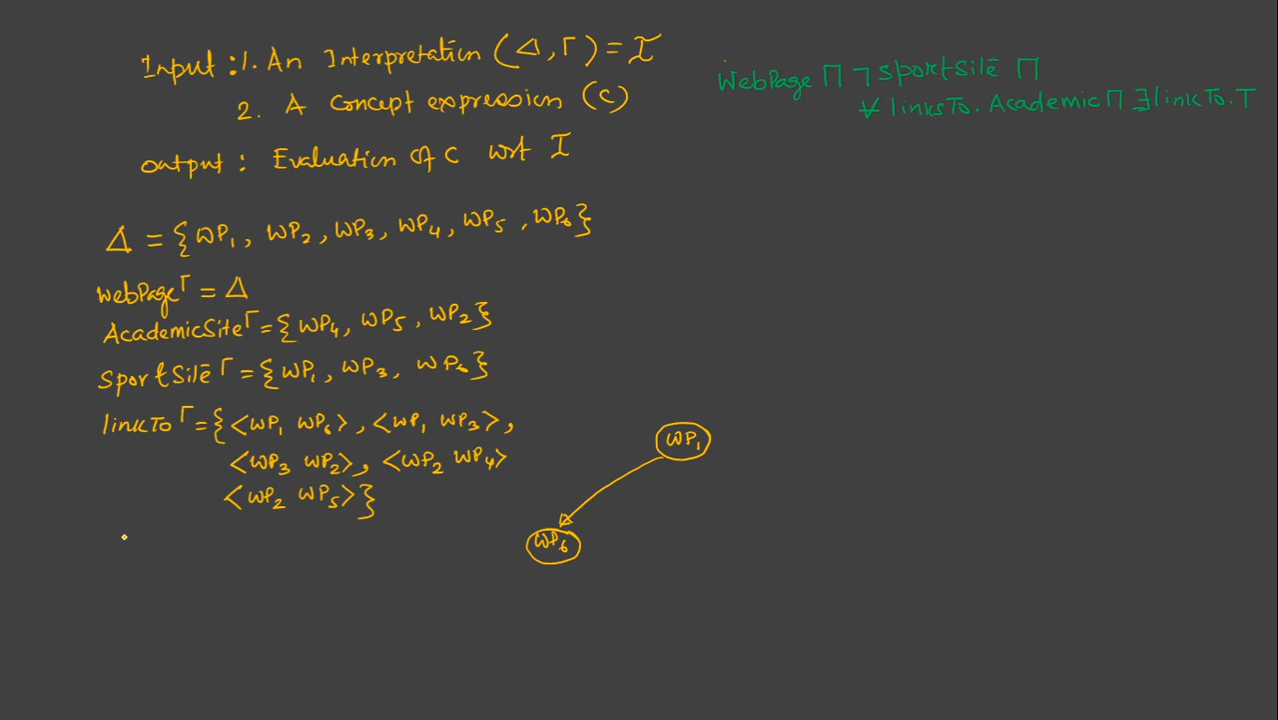 Input : 1. An Interpretation (Δ, Γ) = I
2. A concept expression (C)
output : Evaluation of C wrt I
WebPage ⊓ ¬ sportSite ⊓
∀ linksTo. Academic ⊓ ∃ linkTo. T
Δ = {WP1, WP2, WP3, WP4, WP5, WP6}
WebPage^Γ = Δ
AcademicSite^Γ = {WP4, WP5, WP2}
SportSite^Γ = {WP1, WP3, WP6}
linkTo^Γ = {<WP1 WP6>, <WP1 WP3>,
<WP3 WP2>, <WP2 WP4>
<WP2 WP5>}
WP1
WP6